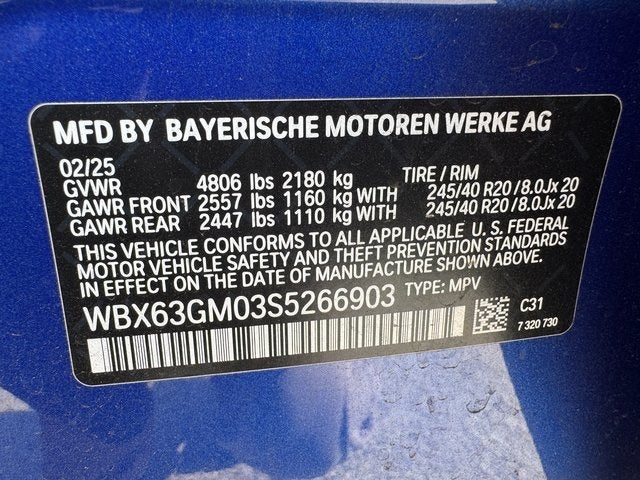 MFD BY BAYERISCHE MOTOREN WERKE AG
02/25
GVWR 4806 lbs 2180 kg TIRE / RIM
GAWR FRONT 2557 lbs 1160 kg WITH 245/40 R20 / 8.0Jx 20
GAWR REAR 2447 lbs 1110 kg WITH 245/40 R20 / 8.0Jx 20
THIS VEHICLE CONFORMS TO ALL APPLICABLE U. S. FEDERAL
MOTOR VEHICLE SAFETY AND THEFT PREVENTION STANDARDS
IN EFFECT ON THE DATE OF MANUFACTURE SHOWN ABOVE.
WBX63GM03S5266903 TYPE: MPV
C31
7 320 730